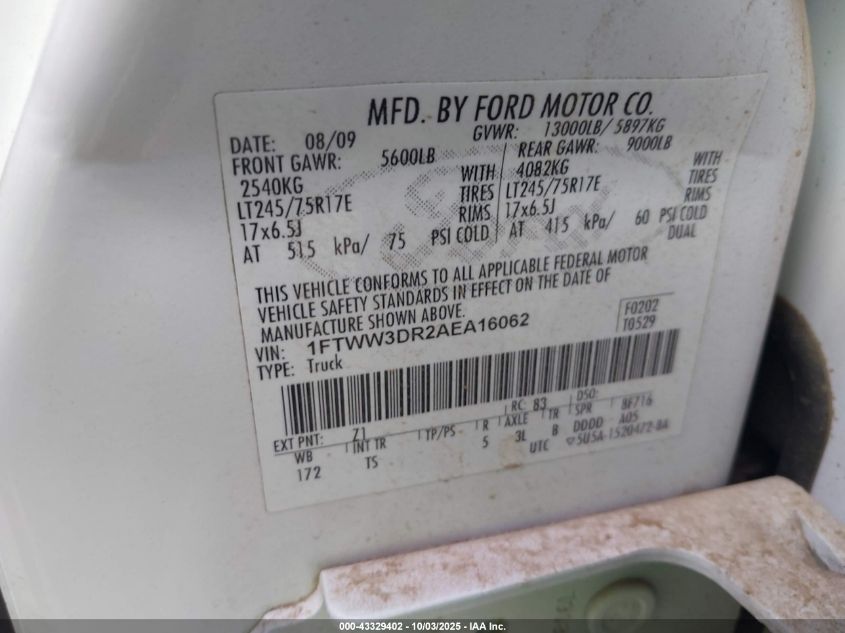 MFD. BY FORD MOTOR CO.
DATE: 08/09 GVWR: 13000LB/ 5897KG
FRONT GAWR: 5600LB REAR GAWR: 9000LB
2540KG WITH 4082KG WITH
LT245/75R17E TIRES LT245/75R17E TIRES
17x6.5J RIMS 17x6.5J RIMS
AT 515 kPa/ 75 PSI COLD AT 415 kPa/ 60 PSI COLD
DUAL
THIS VEHICLE CONFORMS TO ALL APPLICABLE FEDERAL MOTOR
VEHICLE SAFETY STANDARDS IN EFFECT ON THE DATE OF
MANUFACTURE SHOWN ABOVE.
VIN: 1FTWW3DR2AEA16062 F0202
TYPE: Truck T0529
EXT PNT: Z1 RC: 83 DSO:
WB INT TR TP/PS R AXLE TR SPR 8F716
172 TS 5 3L B DDDD A05
UTC 5U5A-1520472-BA
000-43329402 - 10/03/2025 - IAA Inc.